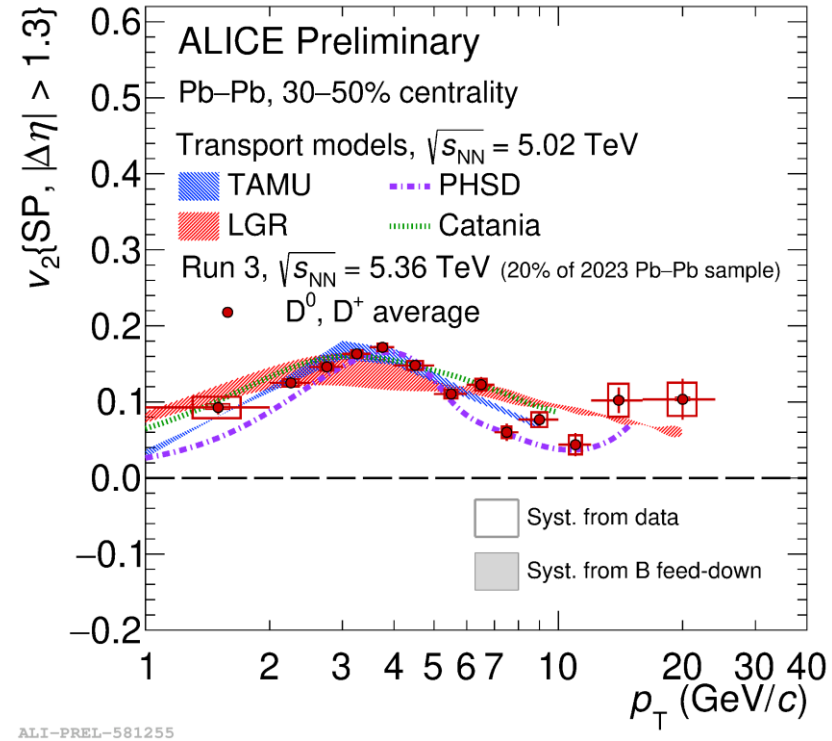 ALICE Preliminary
Pb–Pb, 30–50% centrality
Transport models, √s_NN = 5.02 TeV
TAMU PHSD
LGR Catania
Run 3, √s_NN = 5.36 TeV (20% of 2023 Pb–Pb sample)
D⁰, D⁺ average
v₂{SP, |Δη| > 1.3}
0.6
0.5
0.4
0.3
0.2
0.1
0.0
−0.1
−0.2
Syst. from data
Syst. from B feed-down
1 2 3 4 5 6 7 10 20 30 40
p_T (GeV/c)
ALI−PREL−581255